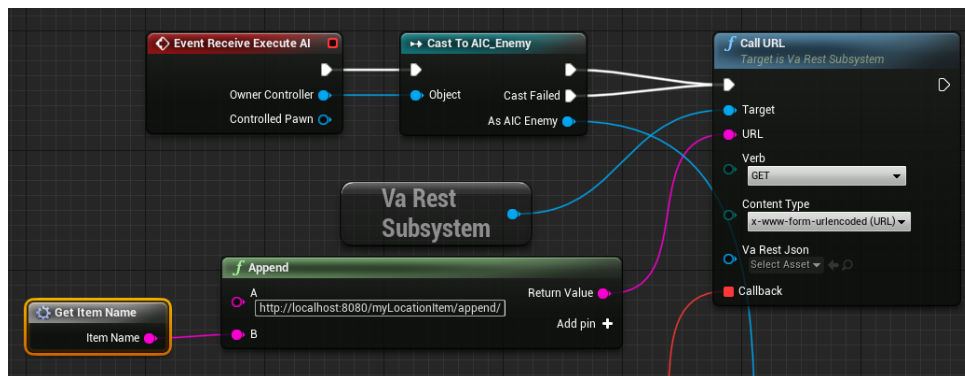 Event Receive Execute AI
Owner Controller
Controlled Pawn
Cast To AIC_Enemy
Object
Cast Failed
As AIC Enemy
Call URL
Target is Va Rest Subsystem
Target
URL
Verb
GET
Content Type
x-www-form-urlencoded (URL)
Va Rest Json
Select Asset
Callback
Va Rest
Subsystem
Append
A
http://localhost:8080/myLocationItem/append/
Return Value
Add pin
B
Get Item Name
Item Name